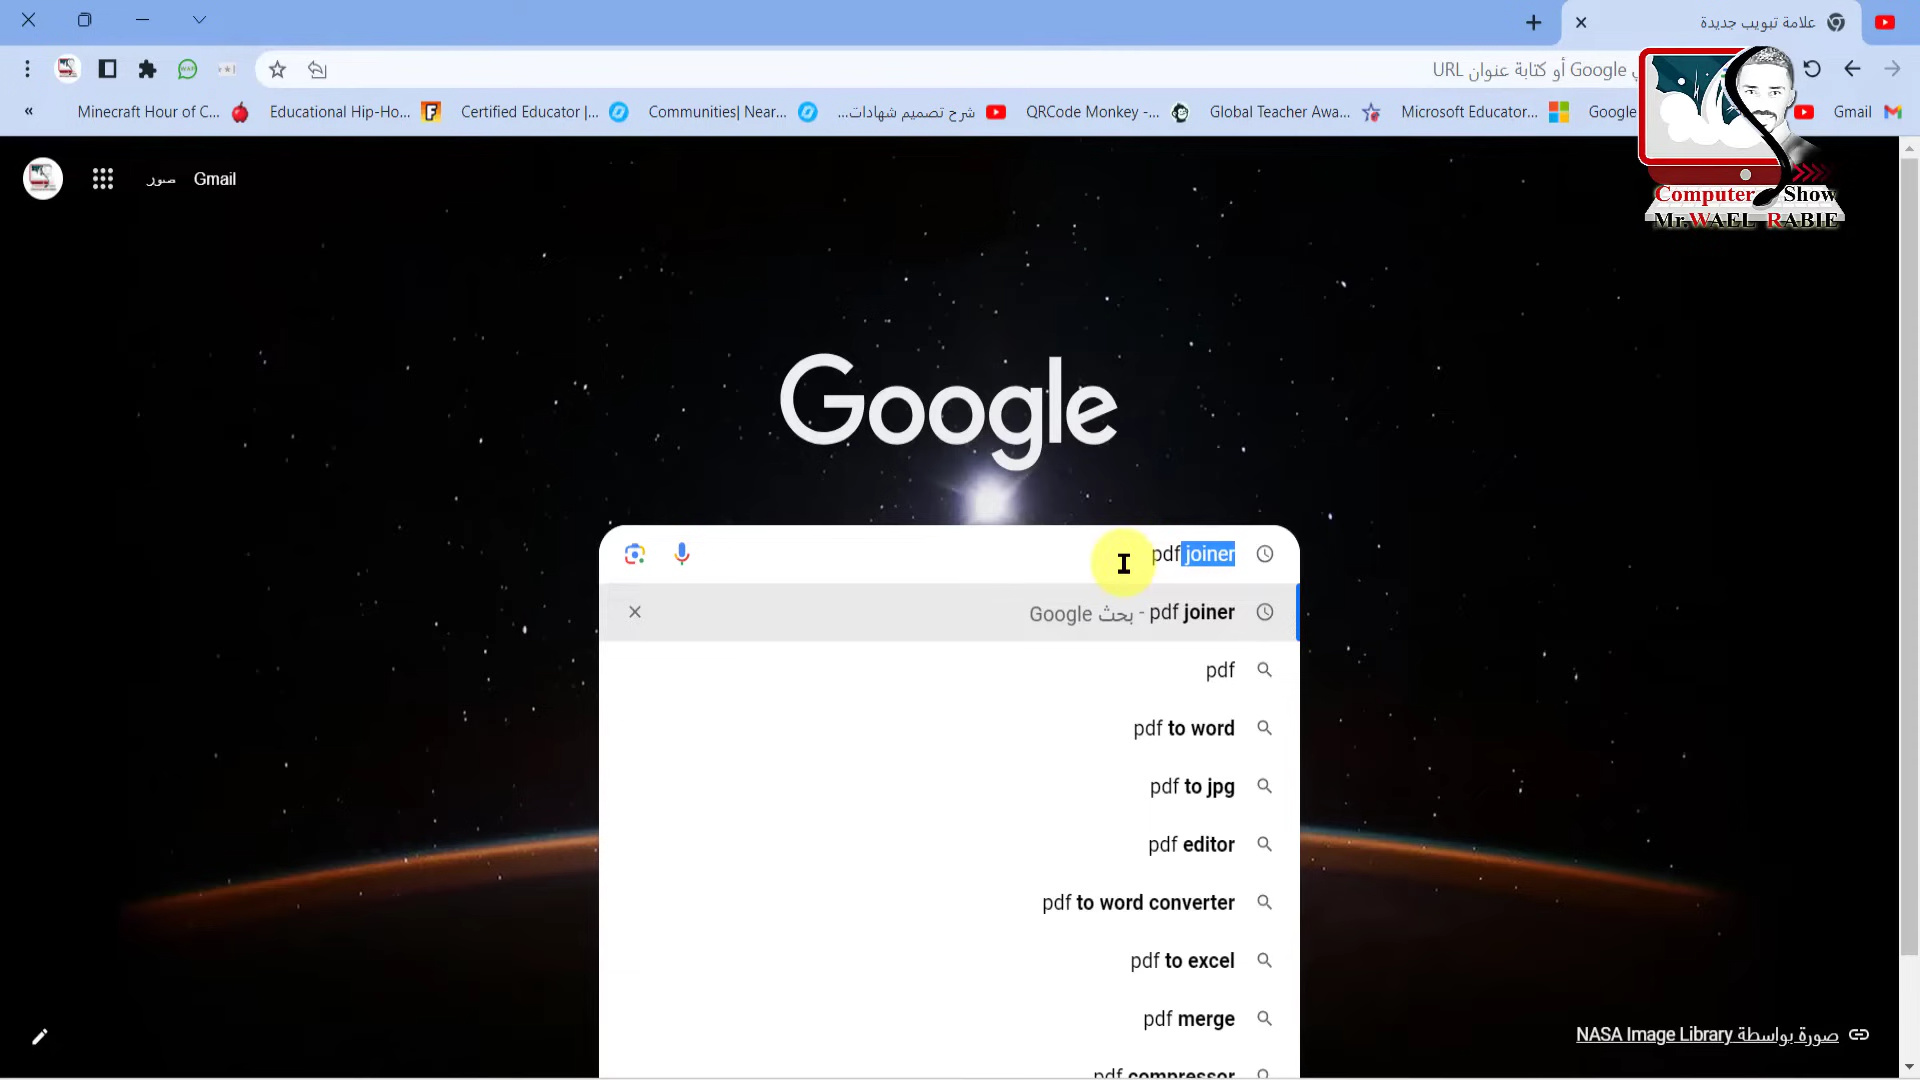 علامة تبويب جديدة
Google أو كتابة عنوان URL
Gmail
Google
Microsoft Educator...
Global Teacher Awa...
QRCode Monkey -...
شرح تصميم شهادات...
Communities| Near...
Certified Educator |...
Educational Hip-Ho...
Minecraft Hour of C...
«
Computer Show
Mr.WAEL RABIE
Gmail
صور
Google
pdf joiner
pdf joiner - بحث Google
pdf
pdf to word
pdf to jpg
pdf editor
pdf to word converter
pdf to excel
pdf merge
pdf compressor
صورة بواسطة NASA Image Library